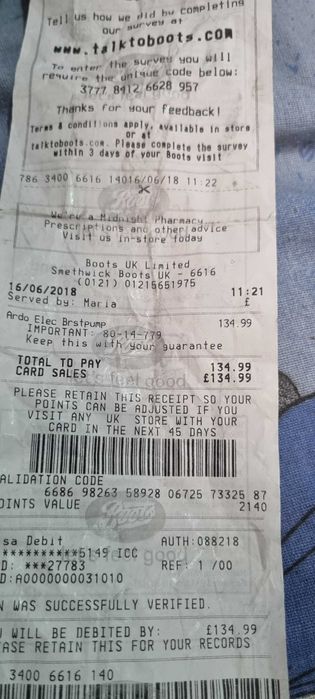 Tell us how we did by completing
our survey at
www.talktoboots.com
To enter the survey you will
require the unique code below:
3777 8412 6628 957
Thanks for your feedback!
Terms & conditions apply, available in store
or at
talktoboots.com. Please complete the survey
within 3 days of your Boots visit
786 3400 6616 14016/06/18 11:22
We're a Midnight Pharmacy
Prescriptions and other advice
Visit us in-store today
Boots UK Limited
Smethwick Boots UK - 6616
(0121) 01215651975
16/06/2018 11:21
Served by: Maria £
Ardo Elec Brstpump 134.99
IMPORTANT: 80-14-779
Keep this with your guarantee
TOTAL TO PAY 134.99
CARD SALES £134.99
PLEASE RETAIN THIS RECEIPT SO YOUR
POINTS CAN BE ADJUSTED IF YOU
VISIT ANY UK STORE WITH YOUR
CARD IN THE NEXT 45 DAYS
ALIDATION CODE
6686 98263 58928 06725 73325 87
OINTS VALUE 2140
Boots
sa Debit AUTH:088218
**********5149 ICC
D: ***27783 REF: 1 /00
D:A0000000031010
N WAS SUCCESSFULLY VERIFIED.
U WILL BE DEBITED BY: £134.99
ASE RETAIN THIS FOR YOUR RECORDS
3400 6616 140